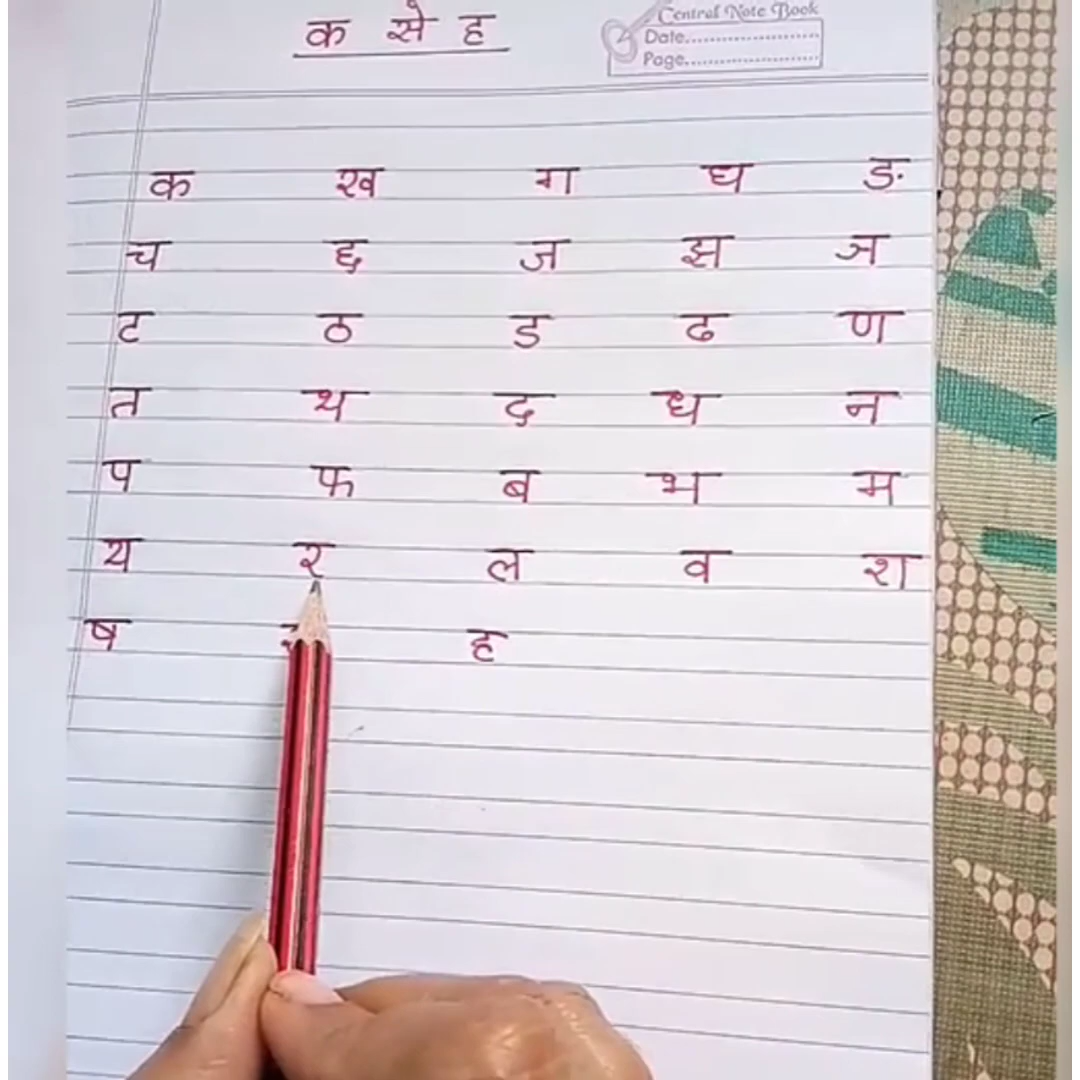 क से ह
Central Note Book
Date
Page
क ख ग घ ङ
च छ ज झ ञ
ट ठ ड ढ ण
त थ द ध न
प फ ब भ म
य र ल व श
ष ह